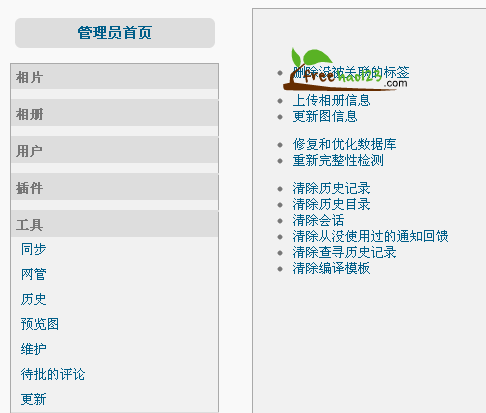 管理员首页
相片
相册
用户
插件
工具
同步
网管
历史
预览图
维护
待批的评论
更新
删除没被关联的标签
freehao123
.com
上传相册信息
更新图信息
修复和优化数据库
重新完整性检测
清除历史记录
清除历史目录
清除会话
清除从没使用过的通知回馈
清除查寻历史记录
清除编译模板